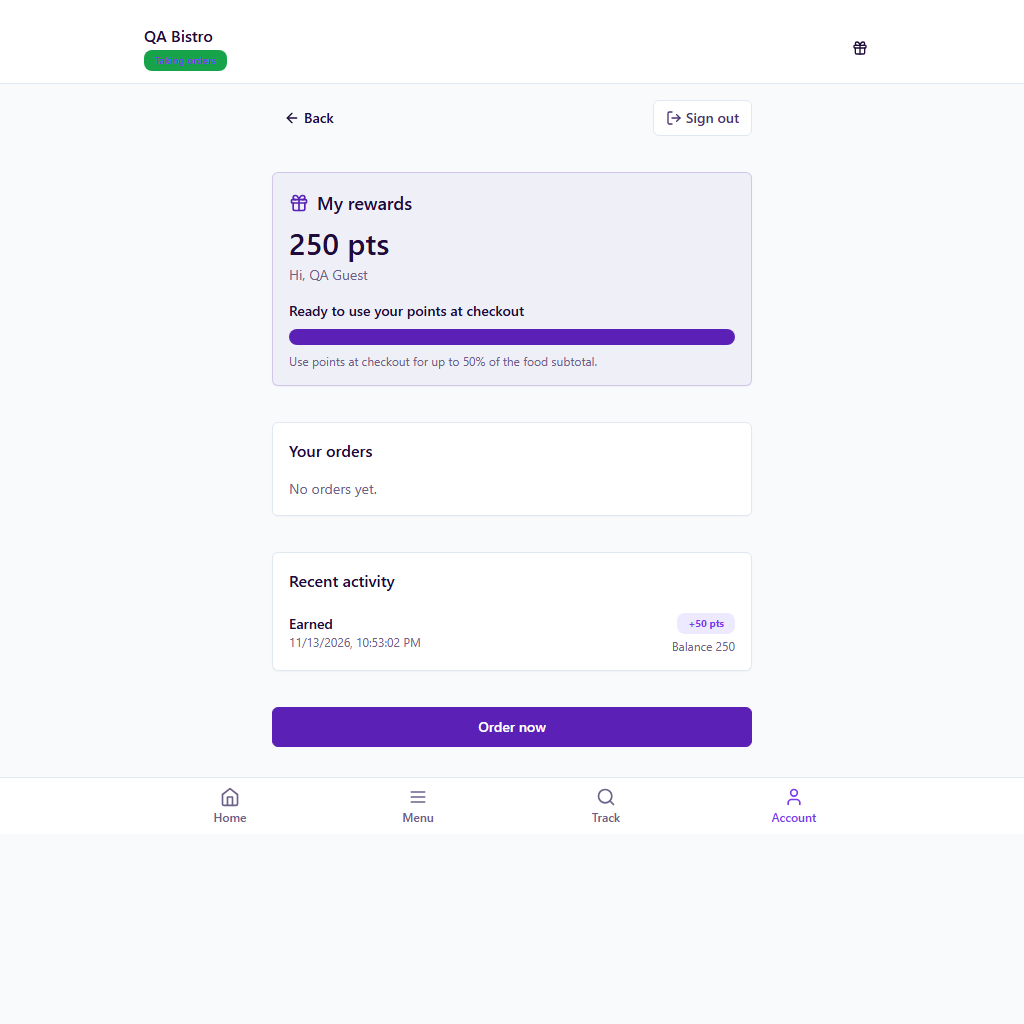 QA Bistro
Back
Sign out
My rewards
250 pts
Hi, QA Guest
Ready to use your points at checkout
Use points at checkout for up to 50% of the food subtotal.
Your orders
No orders yet.
Recent activity
Earned
+50 pts
11/13/2026, 10:53:02 PM
Balance 250
Order now
Home
Menu
Track
Account